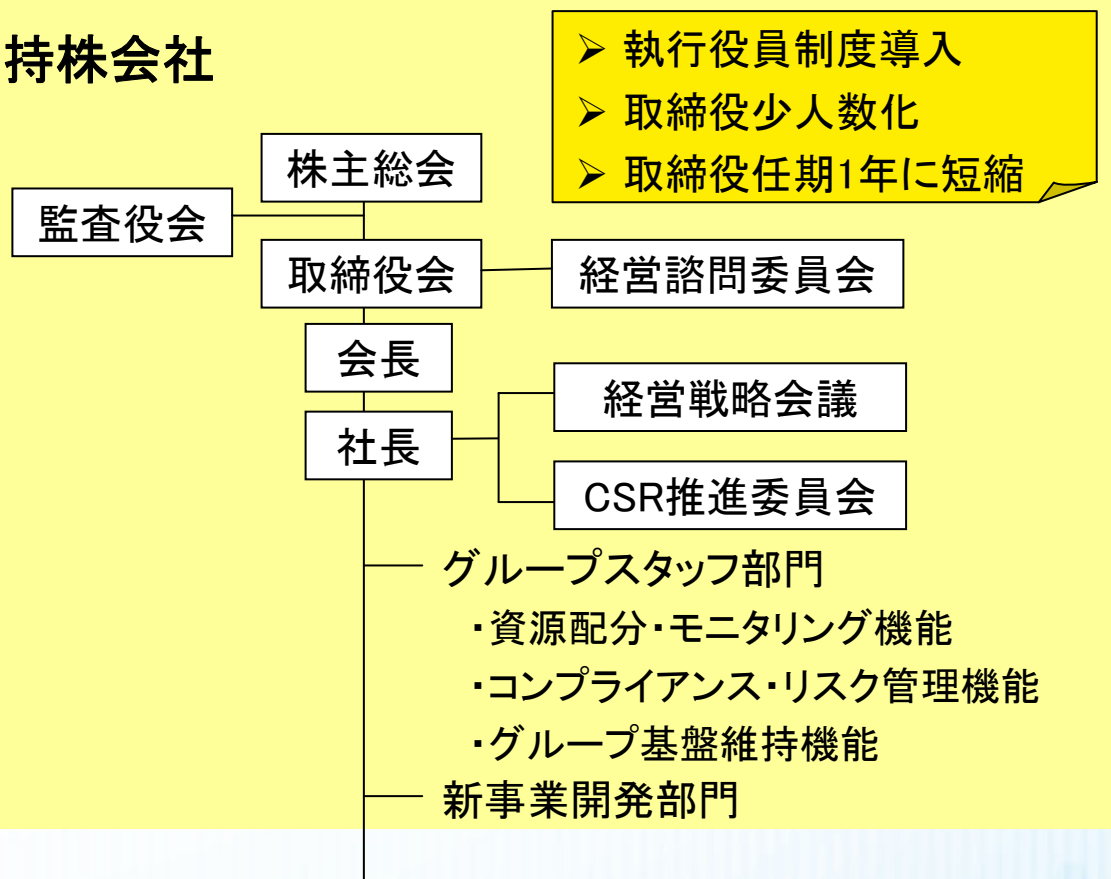 持株会社
➢ 執行役員制度導入
➢ 取締役少人数化
➢ 取締役任期1年に短縮
株主総会
監査役会
取締役会
経営諮問委員会
会長
経営戦略会議
社長
CSR推進委員会
グループスタッフ部門
・資源配分・モニタリング機能
・コンプライアンス・リスク管理機能
・グループ基盤維持機能
新事業開発部門